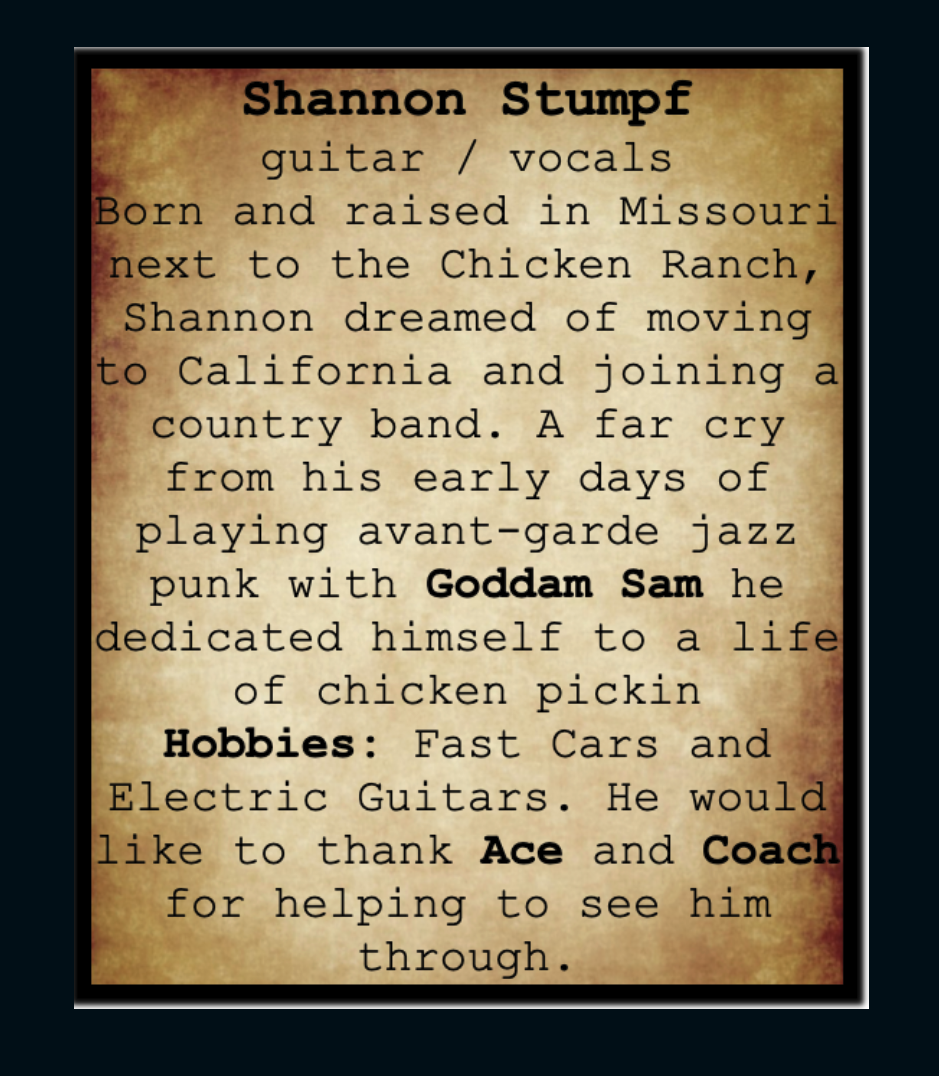 Shannon Stumpf
guitar / vocals
Born and raised in Missouri
next to the Chicken Ranch,
Shannon dreamed of moving
to California and joining a
country band. A far cry
from his early days of
playing avant-garde jazz
punk with Goddam Sam he
dedicated himself to a life
of chicken pickin
Hobbies: Fast Cars and
Electric Guitars. He would
like to thank Ace and Coach
for helping to see him
through.